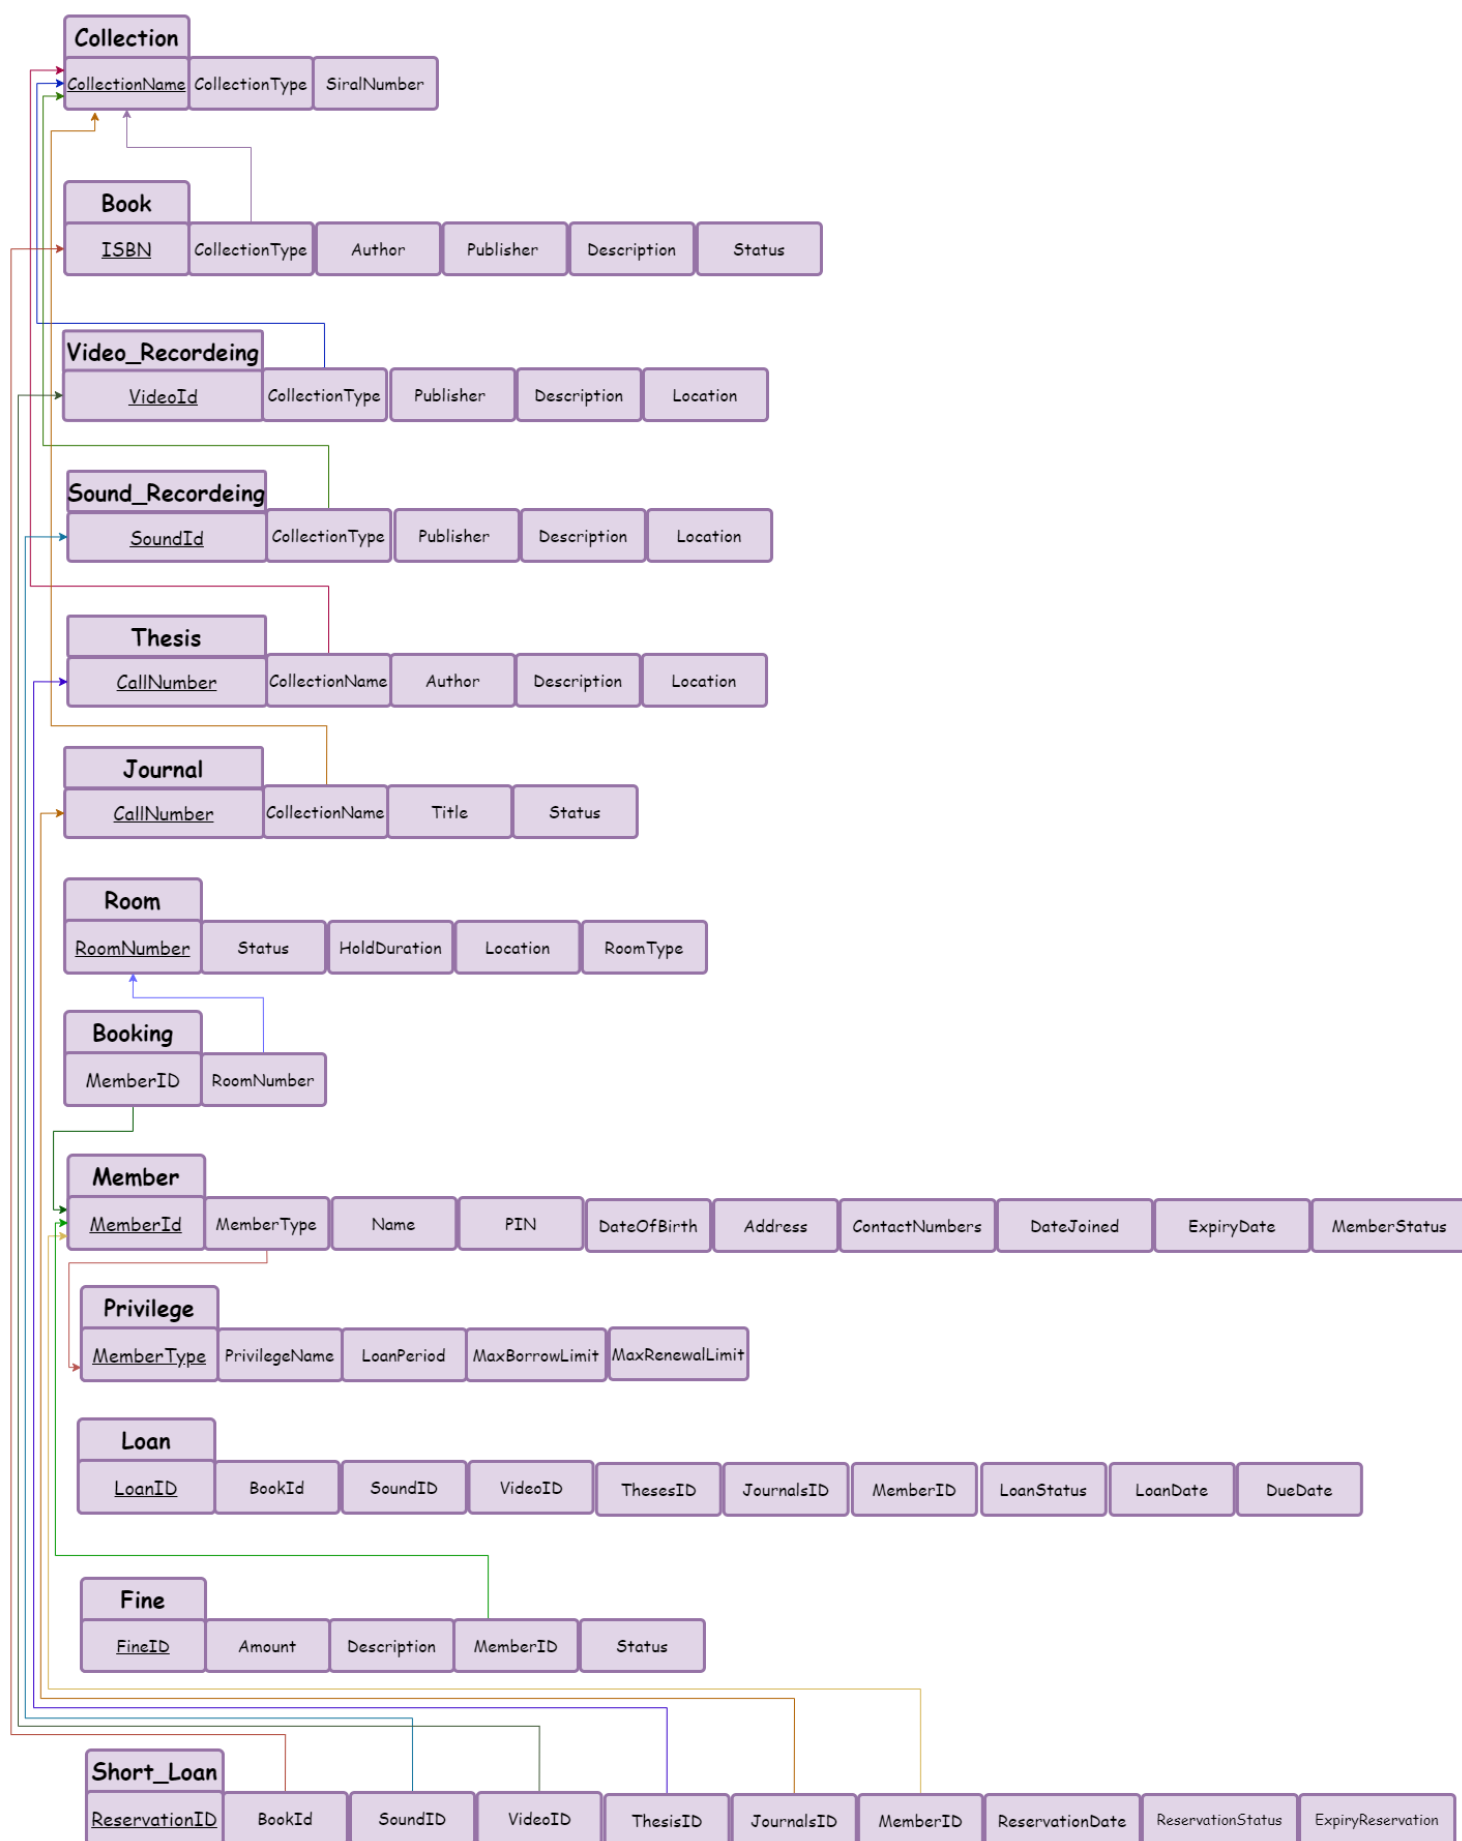 Collection
CollectionName CollectionType SiralNumber
Book
ISBN CollectionType Author Publisher Description Status
Video_Recordeing
VideoId CollectionType Publisher Description Location
Sound_Recordeing
SoundId CollectionType Publisher Description Location
Thesis
CallNumber CollectionName Author Description Location
Journal
CallNumber CollectionName Title Status
Room
RoomNumber Status HoldDuration Location RoomType
Booking
MemberID RoomNumber
Member
MemberId MemberType Name PIN DateOfBirth Address ContactNumbers DateJoined ExpiryDate MemberStatus
Privilege
MemberType PrivilegeName LoanPeriod MaxBorrowLimit MaxRenewalLimit
Loan
LoanID BookId SoundID VideoID ThesesID JournalsID MemberID LoanStatus LoanDate DueDate
Fine
FineID Amount Description MemberID Status
Short_Loan
ReservationID BookId SoundID VideoID ThesisID JournalsID MemberID ReservationDate ReservationStatus ExpiryReservation